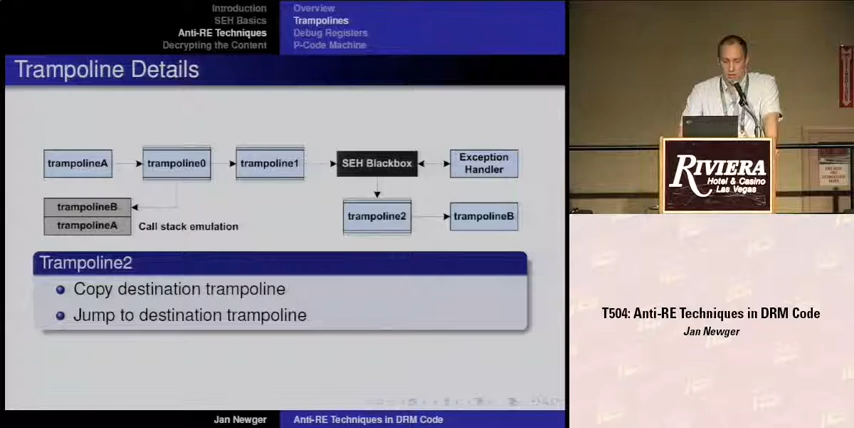 Introduction
SEH Basics
Anti-RE Techniques
Decrypting the Content
Overview
Trampolines
Debug Registers
P-Code Machine
Trampoline Details
trampolineA
trampoline0
trampoline1
SEH Blackbox
Exception
Handler
trampolineB
trampolineA
Call stack emulation
trampoline2
trampolineB
Trampoline2
Copy destination trampoline
Jump to destination trampoline
Jan Newger
Anti-RE Techniques in DRM Code
RIVIERA
Hotel & Casino
Las Vegas
T504: Anti-RE Techniques in DRM Code
Jan Newger